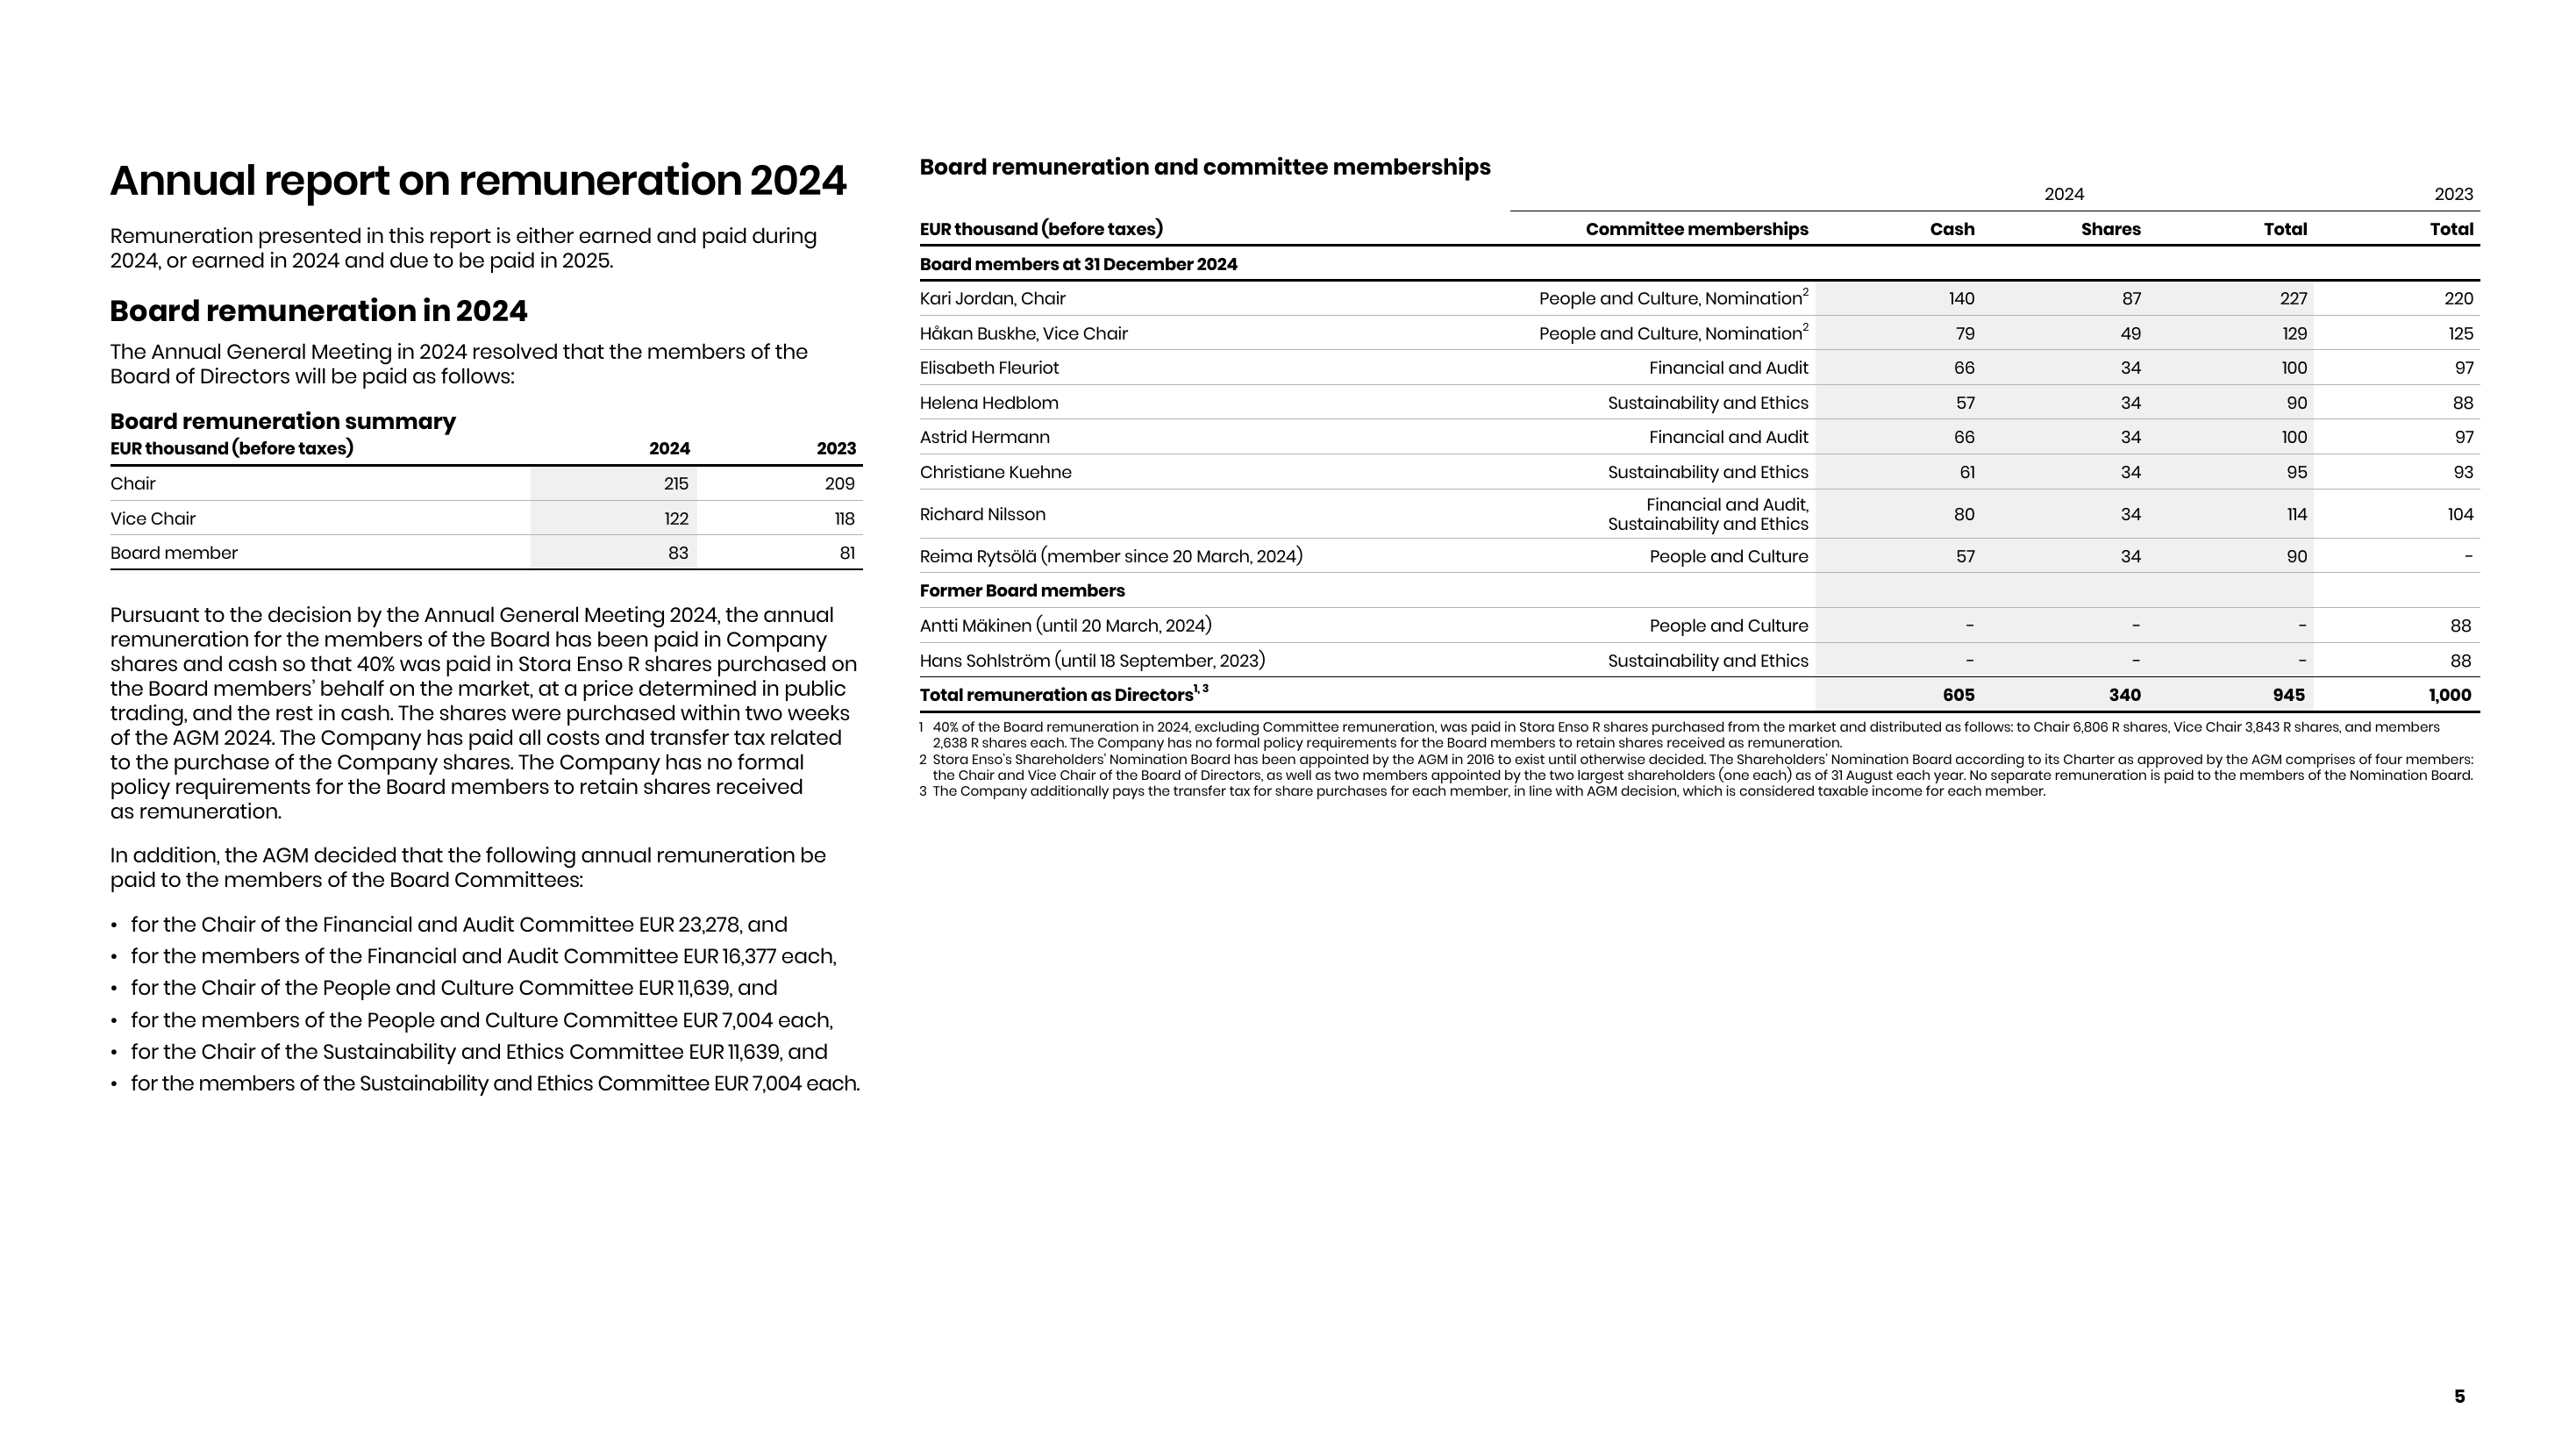 Annual report on remuneration 2024
Remuneration presented in this report is either earned and paid during
2024, or earned in 2024 and due to be paid in 2025.
Board remuneration in 2024
The Annual General Meeting in 2024 resolved that the members of the
Board of Directors will be paid as follows:
Board remuneration summary
EUR thousand (before taxes) 2024 2023
Chair 215 209
Vice Chair 122 118
Board member 83 81
Pursuant to the decision by the Annual General Meeting 2024, the annual
remuneration for the members of the Board has been paid in Company
shares and cash so that 40% was paid in Stora Enso R shares purchased on
the Board members’ behalf on the market, at a price determined in public
trading, and the rest in cash. The shares were purchased within two weeks
of the AGM 2024. The Company has paid all costs and transfer tax related
to the purchase of the Company shares. The Company has no formal
policy requirements for the Board members to retain shares received
as remuneration.
In addition, the AGM decided that the following annual remuneration be
paid to the members of the Board Committees:
• for the Chair of the Financial and Audit Committee EUR 23,278, and
• for the members of the Financial and Audit Committee EUR 16,377 each,
• for the Chair of the People and Culture Committee EUR 11,639, and
• for the members of the People and Culture Committee EUR 7,004 each,
• for the Chair of the Sustainability and Ethics Committee EUR 11,639, and
• for the members of the Sustainability and Ethics Committee EUR 7,004 each.
Board remuneration and committee memberships
2024 2023
EUR thousand (before taxes) Committee memberships Cash Shares Total Total
Board members at 31 December 2024
Kari Jordan, Chair People and Culture, Nomination2 140 87 227 220
Håkan Buskhe, Vice Chair People and Culture, Nomination2 79 49 129 125
Elisabeth Fleuriot Financial and Audit 66 34 100 97
Helena Hedblom Sustainability and Ethics 57 34 90 88
Astrid Hermann Financial and Audit 66 34 100 97
Christiane Kuehne Sustainability and Ethics 61 34 95 93
Financial and Audit,
Richard Nilsson Sustainability and Ethics 80 34 114 104
Reima Rytsölä (member since 20 March, 2024) People and Culture 57 34 90 -
Former Board members
Antti Mäkinen (until 20 March, 2024) People and Culture - - - 88
Hans Sohlström (until 18 September, 2023) Sustainability and Ethics - - - 88
Total remuneration as Directors1, 3 605 340 945 1,000
1 40% of the Board remuneration in 2024, excluding Committee remuneration, was paid in Stora Enso R shares purchased from the market and distributed as follows: to Chair 6,806 R shares, Vice Chair 3,843 R shares, and members
2,638 R shares each. The Company has no formal policy requirements for the Board members to retain shares received as remuneration.
2 Stora Enso's Shareholders' Nomination Board has been appointed by the AGM in 2016 to exist until otherwise decided. The Shareholders' Nomination Board according to its Charter as approved by the AGM comprises of four members:
the Chair and Vice Chair of the Board of Directors, as well as two members appointed by the two largest shareholders (one each) as of 31 August each year. No separate remuneration is paid to the members of the Nomination Board.
3 The Company additionally pays the transfer tax for share purchases for each member, in line with AGM decision, which is considered taxable income for each member.
5